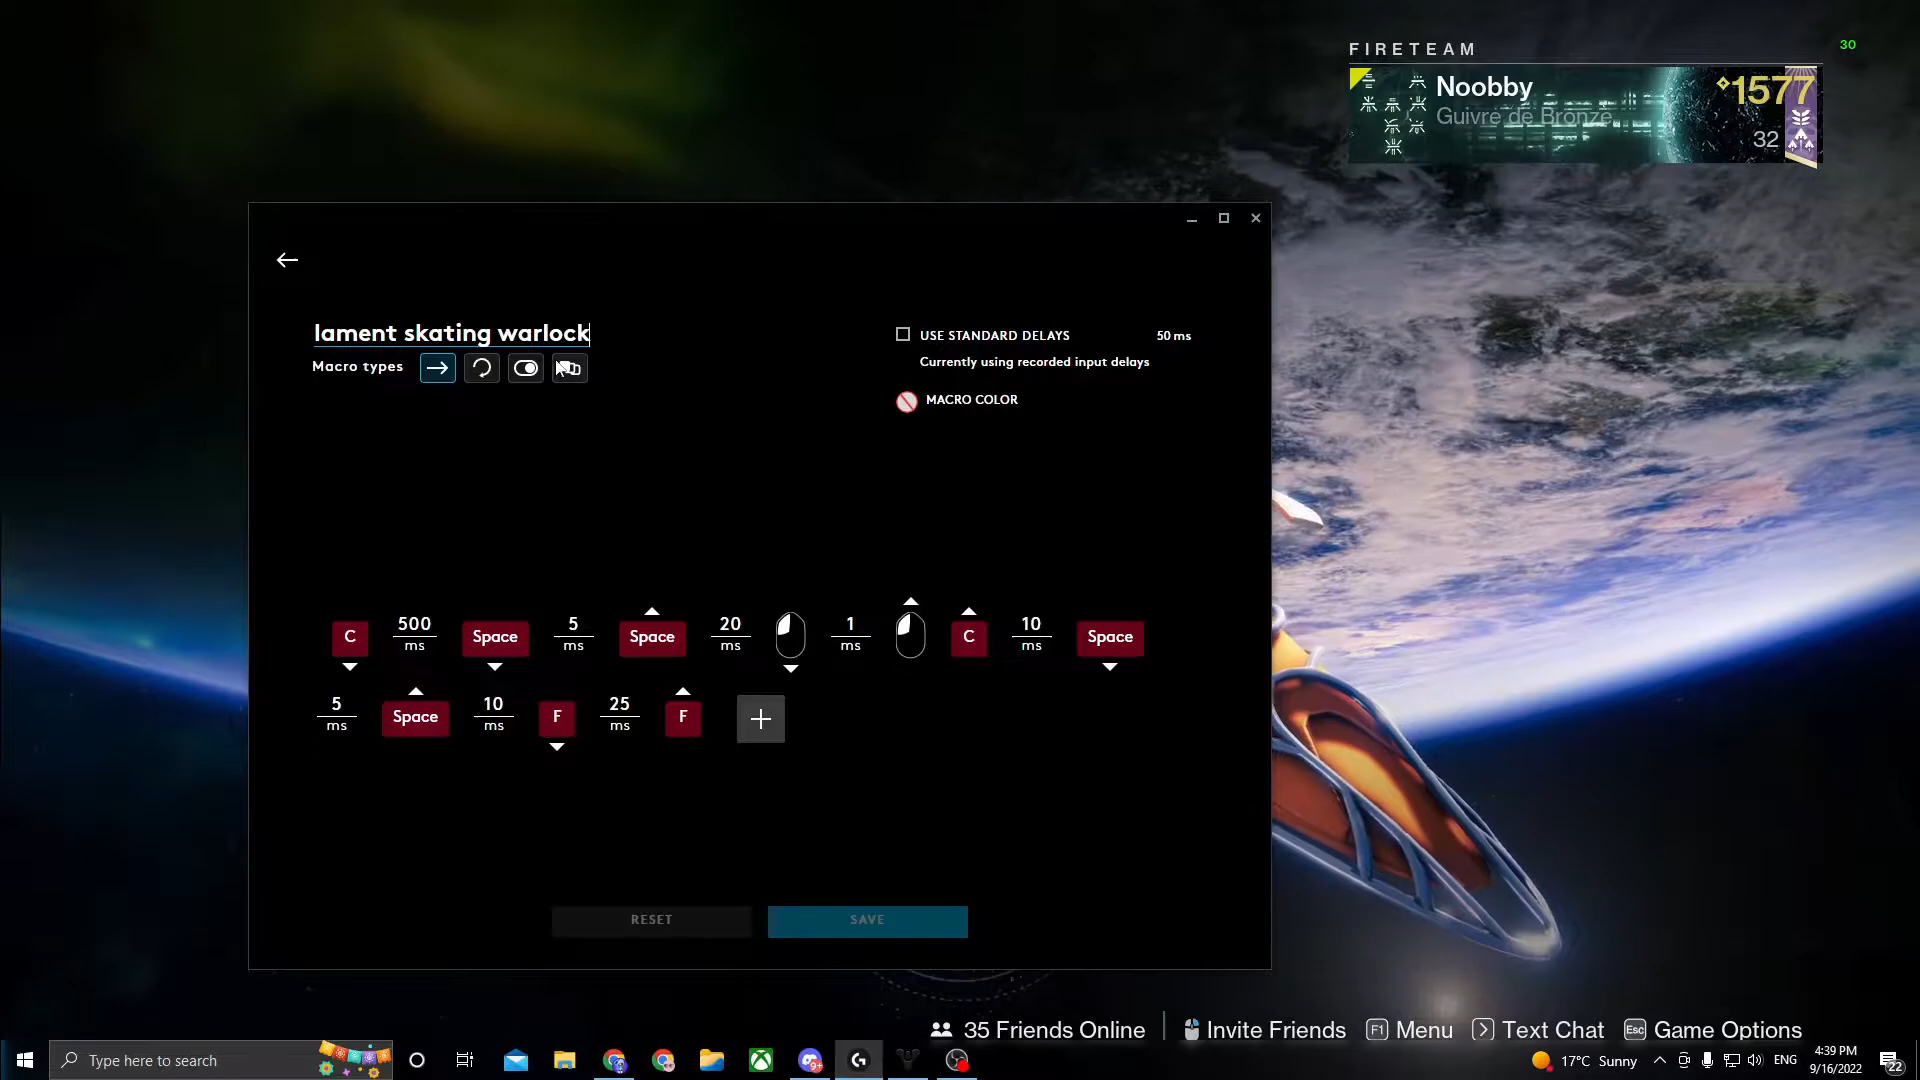 FIRETEAM
30
Noobby
1577
Guivre de Bronze
32
lament skating warlock
Macro types
USE STANDARD DELAYS 50 ms
Currently using recorded input delays
MACRO COLOR
C 500 ms Space 5 ms Space 20 ms 1 ms C 10 ms Space
5 ms Space 10 ms F 25 ms F
RESET SAVE
35 Friends Online Invite Friends F1 Menu Text Chat Esc Game Options
Type here to search
9+
17°C Sunny
ENG
4:39 PM
9/16/2022
22